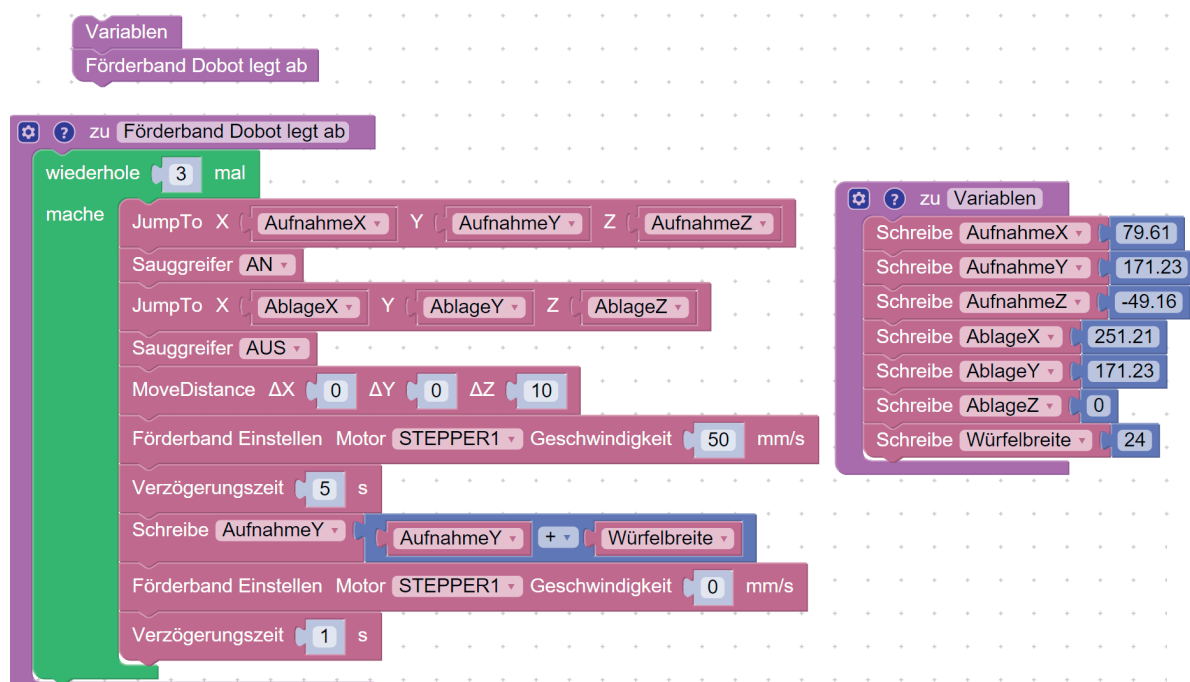 Variablen
Förderband Dobot legt ab
? zu Förderband Dobot legt ab
wiederhole 3 mal
mache
JumpTo X AufnahmeX Y AufnahmeY Z AufnahmeZ
Sauggreifer AN
JumpTo X AblageX Y AblageY Z AblageZ
Sauggreifer AUS
MoveDistance ΔX 0 ΔY 0 ΔZ 10
Förderband Einstellen Motor STEPPER1 Geschwindigkeit 50 mm/s
Verzögerungszeit 5 s
Schreibe AufnahmeY AufnahmeY + Würfelbreite
Förderband Einstellen Motor STEPPER1 Geschwindigkeit 0 mm/s
Verzögerungszeit 1 s
? zu Variablen
Schreibe AufnahmeX 79.61
Schreibe AufnahmeY 171.23
Schreibe AufnahmeZ -49.16
Schreibe AblageX 251.21
Schreibe AblageY 171.23
Schreibe AblageZ 0
Schreibe Würfelbreite 24